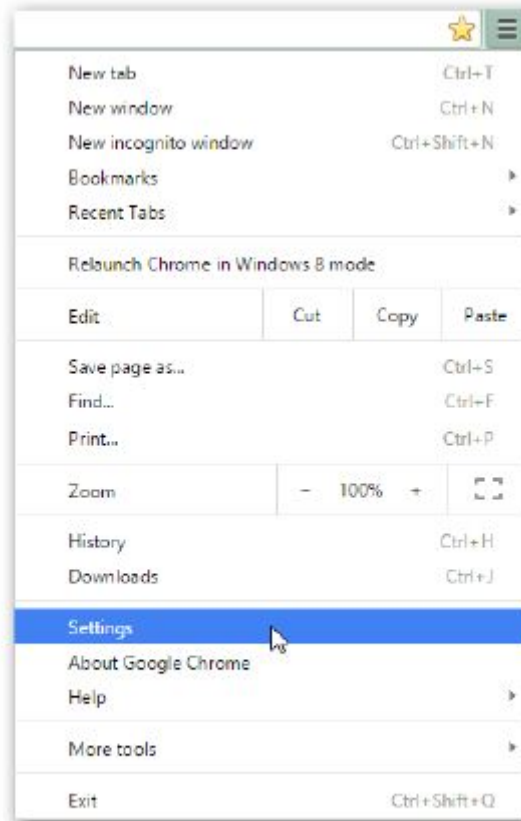 New tab Ctrl+T
New window Ctrl+N
New incognito window Ctrl+Shift+N
Bookmarks
Recent Tabs
Relaunch Chrome in Windows 8 mode
Edit Cut Copy Paste
Save page as... Ctrl+S
Find... Ctrl+F
Print... Ctrl+P
Zoom − 100% +
History Ctrl+H
Downloads Ctrl+J
Settings
About Google Chrome
Help
More tools
Exit Ctrl+Shift+Q